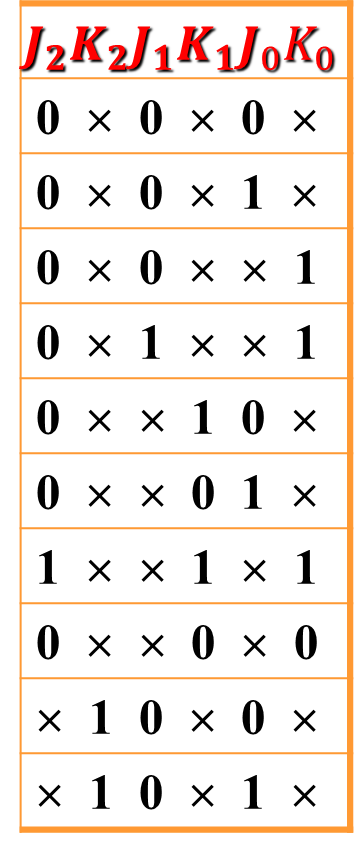 J₂K₂J₁K₁J₀K₀
0 × 0 × 0 ×
0 × 0 × 1 ×
0 × 0 × × 1
0 × 1 × × 1
0 × × 1 0 ×
0 × × 0 1 ×
1 × × 1 × 1
0 × × 0 × 0
× 1 0 × 0 ×
× 1 0 × 1 ×